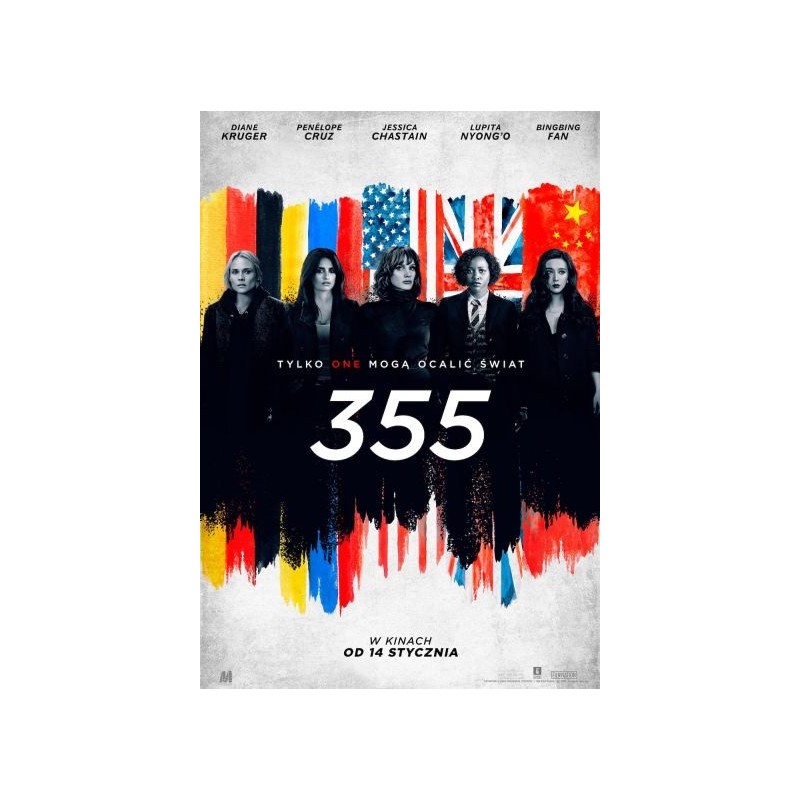 DIANE PENÉLOPE JESSICA LUPITA BINGBING
KRUGER CRUZ CHASTAIN NYONG'O FAN
TYLKO ONE MOGĄ OCALIĆ ŚWIAT
355
W KINACH
OD 14 STYCZNIA